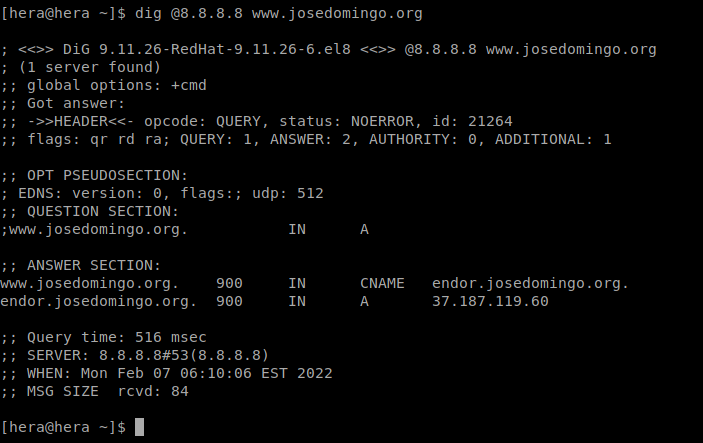 [hera@hera ~]$ dig @8.8.8.8 www.josedomingo.org
; <<>> DiG 9.11.26-RedHat-9.11.26-6.el8 <<>> @8.8.8.8 www.josedomingo.org
; (1 server found)
;; global options: +cmd
;; Got answer:
;; ->>HEADER<<- opcode: QUERY, status: NOERROR, id: 21264
;; flags: qr rd ra; QUERY: 1, ANSWER: 2, AUTHORITY: 0, ADDITIONAL: 1
;; OPT PSEUDOSECTION:
; EDNS: version: 0, flags:; udp: 512
;; QUESTION SECTION:
;www.josedomingo.org.           IN      A
;; ANSWER SECTION:
www.josedomingo.org.    900     IN      CNAME   endor.josedomingo.org.
endor.josedomingo.org.  900     IN      A       37.187.119.60
;; Query time: 516 msec
;; SERVER: 8.8.8.8#53(8.8.8.8)
;; WHEN: Mon Feb 07 06:10:06 EST 2022
;; MSG SIZE  rcvd: 84
[hera@hera ~]$